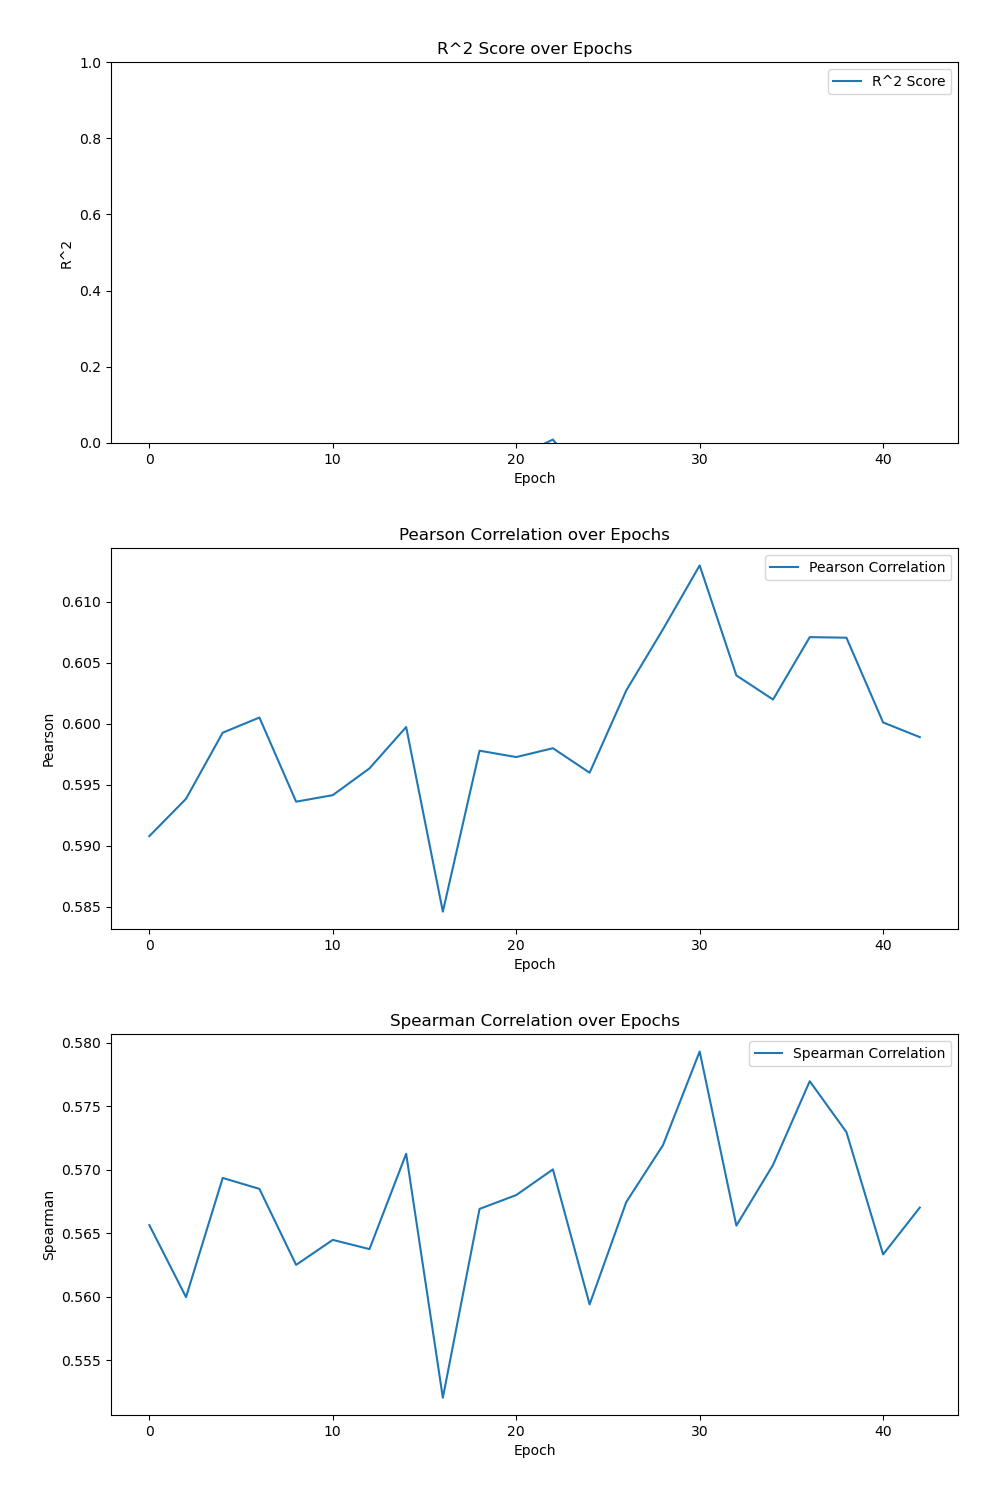 R^2 Score over Epochs
R^2 Score
1.0
0.8
0.6
0.4
0.2
0.0
R^2
0 10 20 30 40
Epoch
Pearson Correlation over Epochs
Pearson Correlation
0.610
0.605
0.600
0.595
0.590
0.585
Pearson
0 10 20 30 40
Epoch
Spearman Correlation over Epochs
Spearman Correlation
0.580
0.575
0.570
0.565
0.560
0.555
Spearman
0 10 20 30 40
Epoch